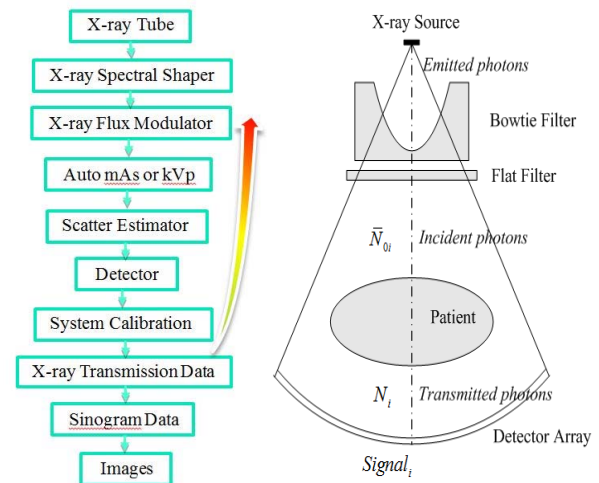 X-ray Tube
X-ray Spectral Shaper
X-ray Flux Modulator
Auto mAs or kVp
Scatter Estimator
Detector
System Calibration
X-ray Transmission Data
Sinogram Data
Images
X-ray Source
Emitted photons
Bowtie Filter
Flat Filter
N̅₀ᵢ Incident photons
Patient
Nᵢ Transmitted photons
Detector Array
Signalᵢ